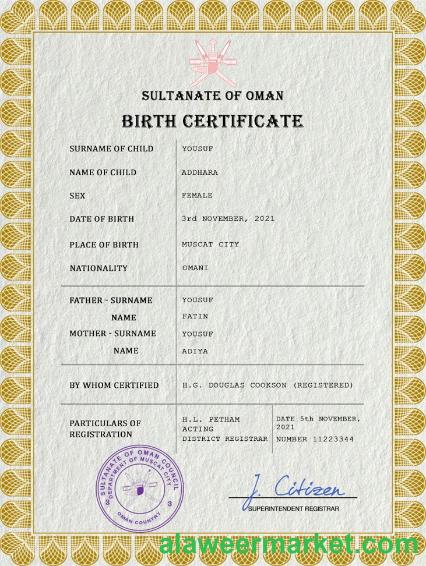 SULTANATE OF OMAN
BIRTH CERTIFICATE
SURNAME OF CHILD YOUSUF
NAME OF CHILD ADDHARA
SEX FEMALE
DATE OF BIRTH 3rd NOVEMBER, 2021
PLACE OF BIRTH MUSCAT CITY
NATIONALITY OMANI
FATHER - SURNAME YOUSUF
NAME FATIN
MOTHER - SURNAME YOUSUF
NAME ADIYA
BY WHOM CERTIFIED H.G. DOUGLAS COOKSON (REGISTERED)
PARTICULARS OF REGISTRATION
H.L. PETHAM
ACTING
DISTRICT REGISTRAR
DATE 5th NOVEMBER,
2021
NUMBER 11223344
SULTANATE OF OMAN COUNCIL
DEPARTMENT OF MUSCAT CITY
OMAN COUNTRY
J. Citizen
SUPERINTENDENT REGISTRAR
alaweermarket.com